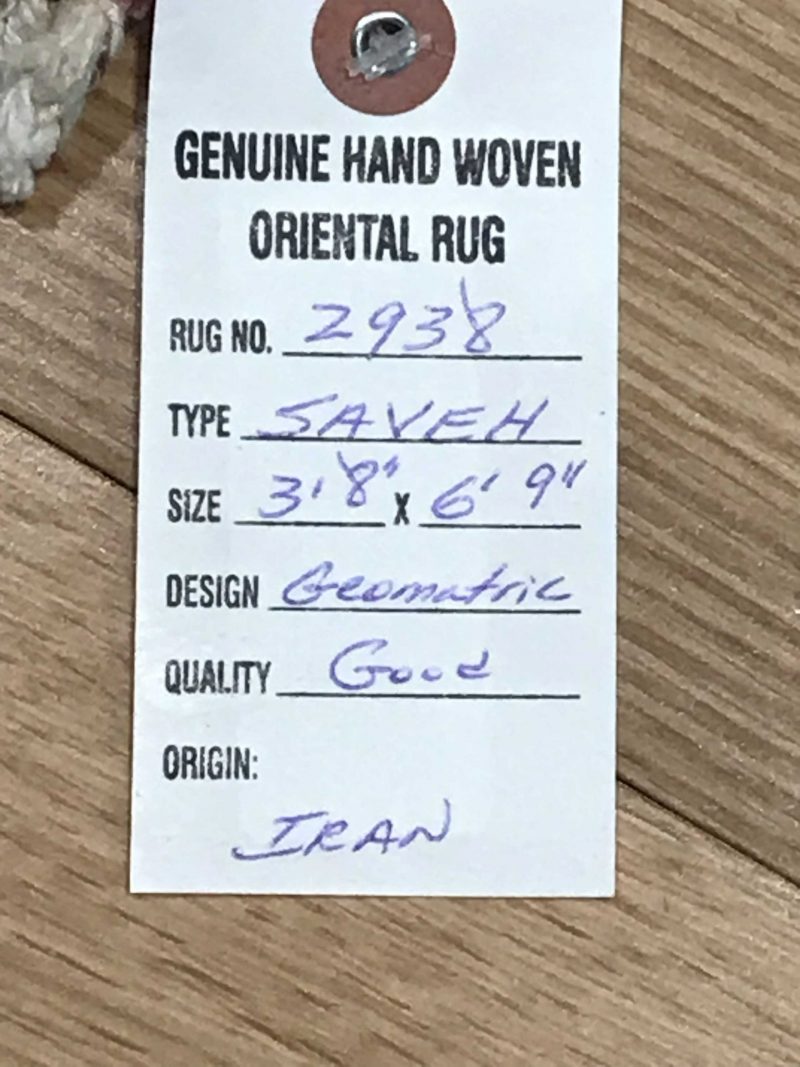 GENUINE HAND WOVEN
ORIENTAL RUG
RUG NO. 2938
TYPE SAVEH
SIZE 3' 8" X 6' 9"
DESIGN Geomatric
QUALITY Good
ORIGIN:
IRAN